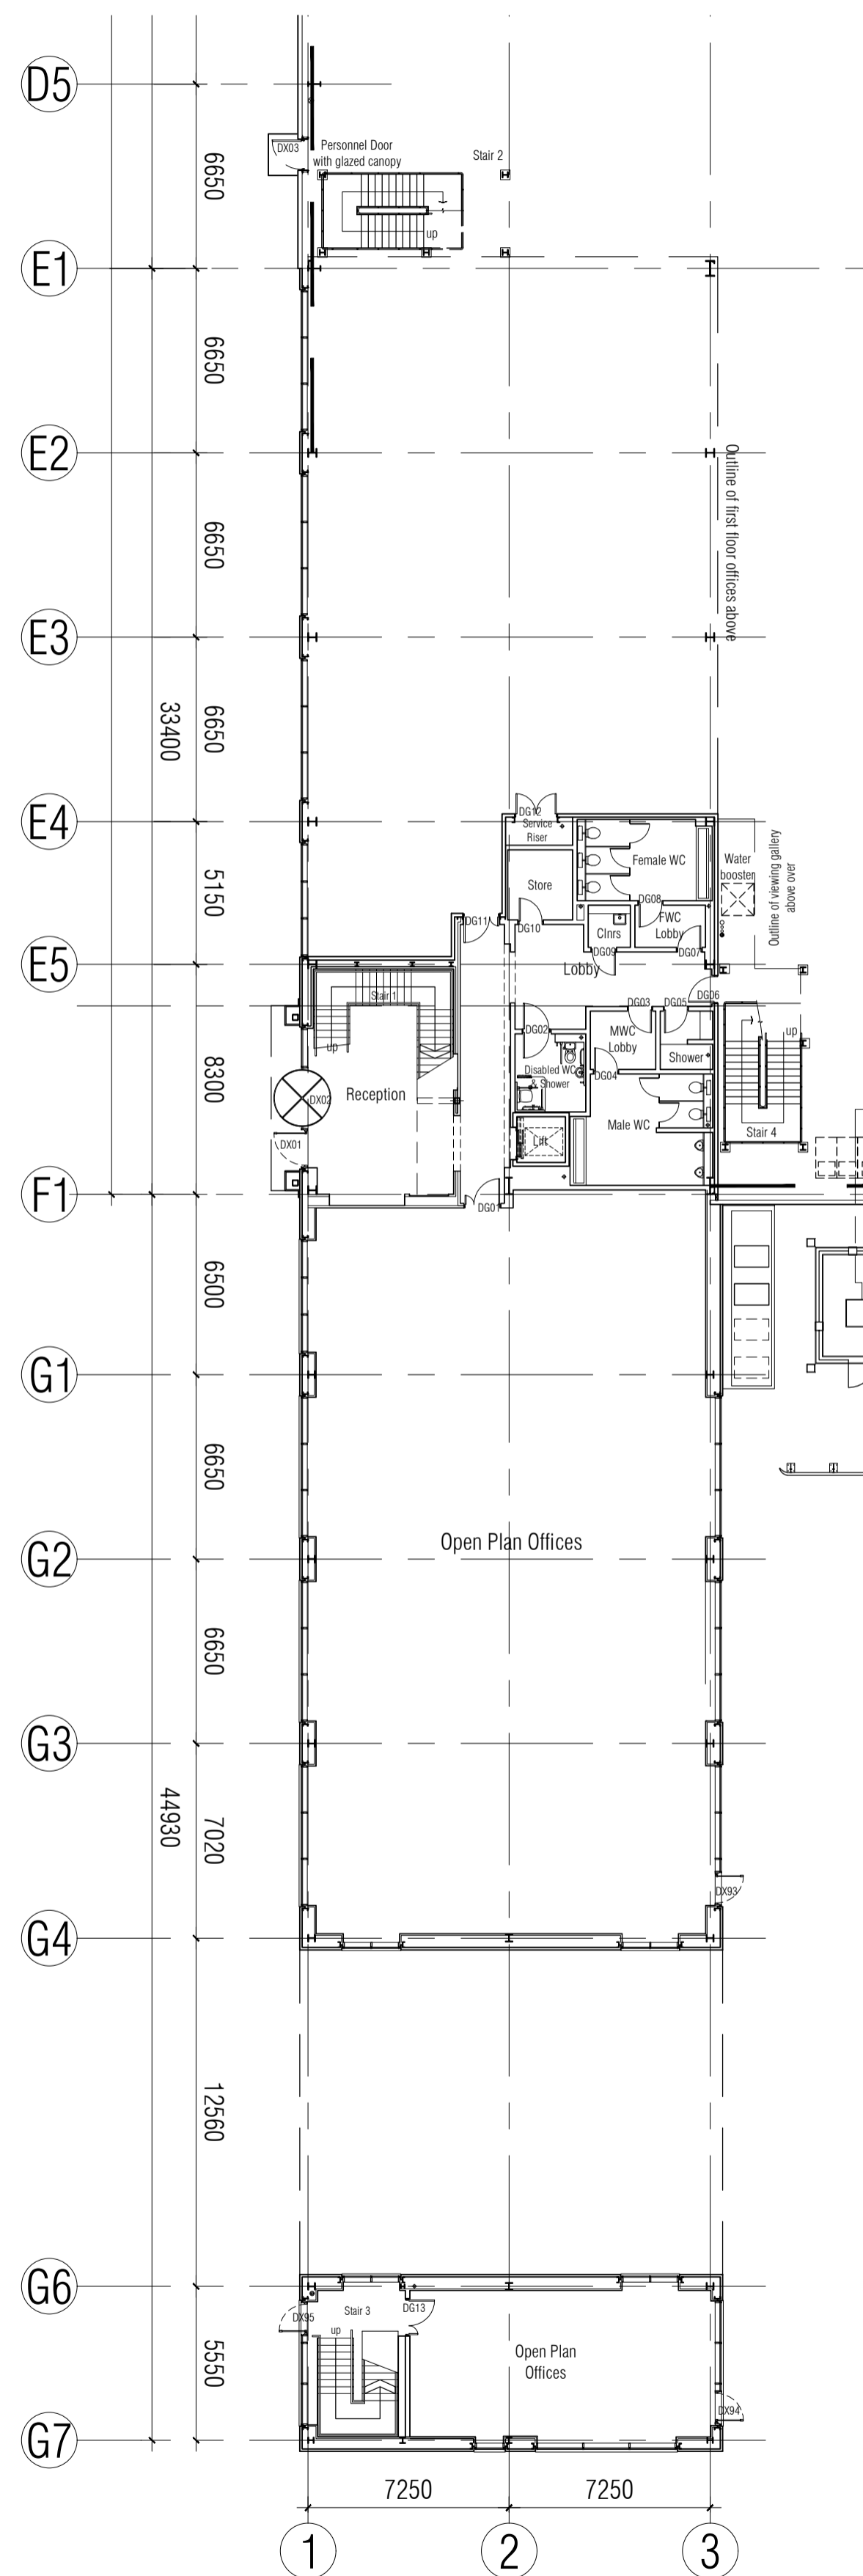 D5
DX03
Personnel Door
with glazed canopy
Stair 2
6650
up
E1
6650
E2
Outline of first floor offices above
6650
E3
6650
33400
E4
DG12
Service
Riser
Female WC
Water
booster
Outline of viewing gallery
above over
5150
Store
DG08
DG11
DG10
Clnrs
FWC
Lobby
DG09
DG07
E5
Lobby
Stair 1
DG03
DG05
DG06
up
DG02
MWC
Lobby
up
Shower
Disabled WC
& Shower
DG04
8300
Reception
DX02
Male WC
Stair 4
DX01
Lift
F1
DG01
6500
G1
6650
Open Plan Offices
G2
6650
G3
44930
7020
DX93
G4
12560
G6
DX95
Stair 3
DG13
up
Open Plan
Offices
5550
DX94
G7
7250
7250
1
2
3